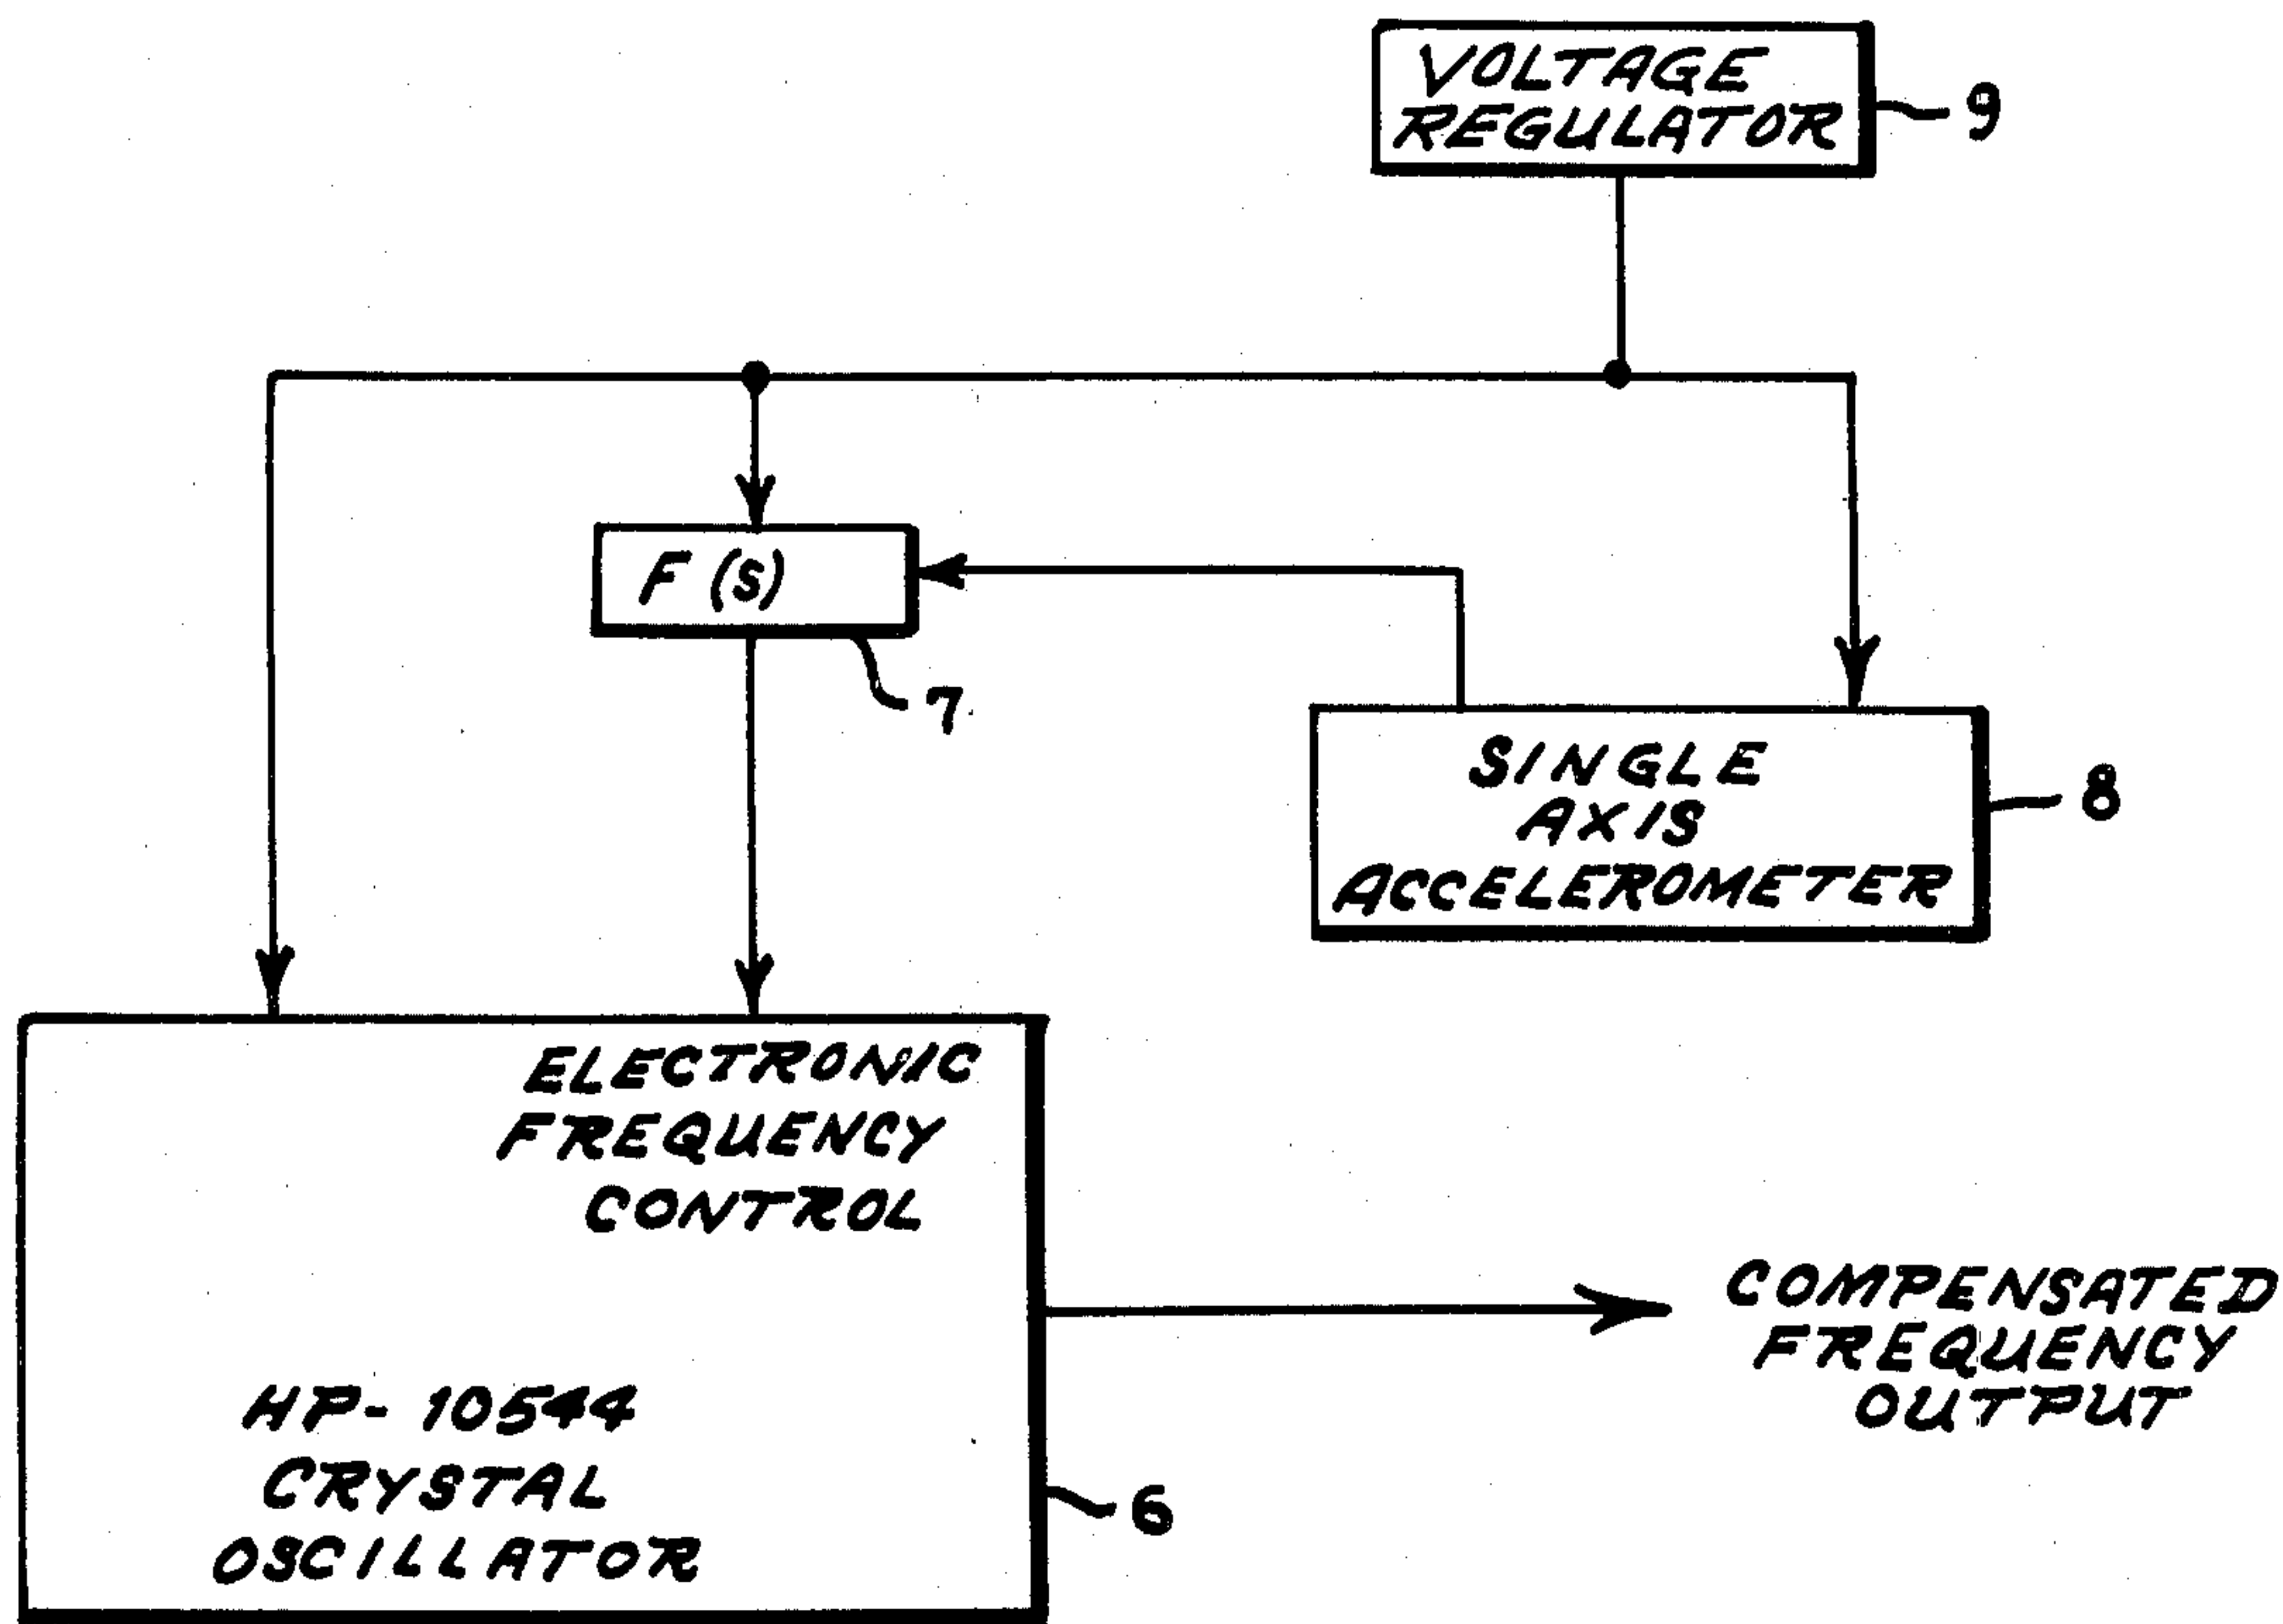 VOLTAGE
REGULATOR
9
F(S)
7
SINGLE
AXIS
ACCELEROMETER
8
ELECTRONIC
FREQUENCY
CONTROL
HP-10544
CRYSTAL
OSCILLATOR
6
COMPENSATED
FREQUENCY
OUTPUT